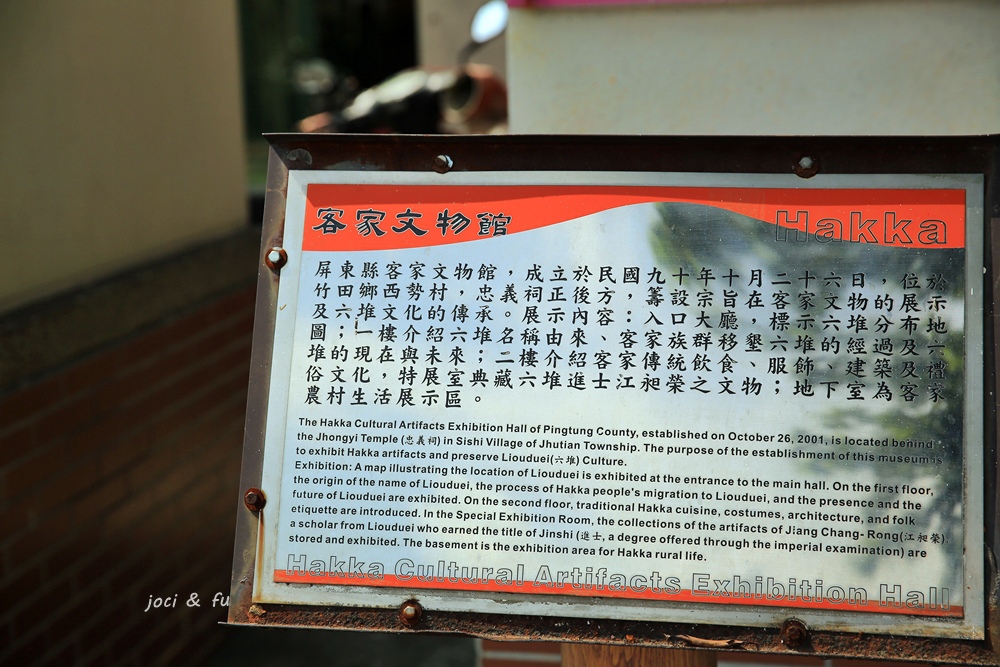 客家文物館
Hakka
屏東縣客家文物館，成立於民國九十年十月二十六日，位於
竹田鄉西勢村，忠義祠正後方，籌設宗旨在客家文物的展示
及六堆文化的傳承。展示內容：入口大廳，標示六堆分布地
圖；一樓介紹六堆名稱由來、客家族群移墾六堆的經過及六
堆的現在與未來；二樓介紹客家傳統飲食、服飾、建築及禮
俗文化，特展室典藏六堆進士江昶榮之文物；地下室為客家
農村生活展示區。
The Hakka Cultural Artifacts Exhibition Hall of Pingtung County, established on October 26, 2001, is located behind
the Jhongyi Temple (忠義祠) in Sishi Village of Jhutian Township. The purpose of the establishment of this museum is
to exhibit Hakka artifacts and preserve Liouduei(六堆) Culture.
Exhibition: A map illustrating the location of Liouduei is exhibited at the entrance to the main hall. On the first floor,
the origin of the name of Liouduei, the process of Hakka people's migration to Liouduei, and the presence and the
future of Liouduei are exhibited. On the second floor, traditional Hakka cuisine, costumes, architecture, and folk
etiquette are introduced. In the Special Exhibition Room, the collections of the artifacts of Jiang Chang- Rong(江昶榮),
a scholar from Liouduei who earned the title of Jinshi (進士, a degree offered through the imperial examination) are
stored and exhibited. The basement is the exhibition area for Hakka rural life.
Hakka Cultural Artifacts Exhibition Hall
joci & fu